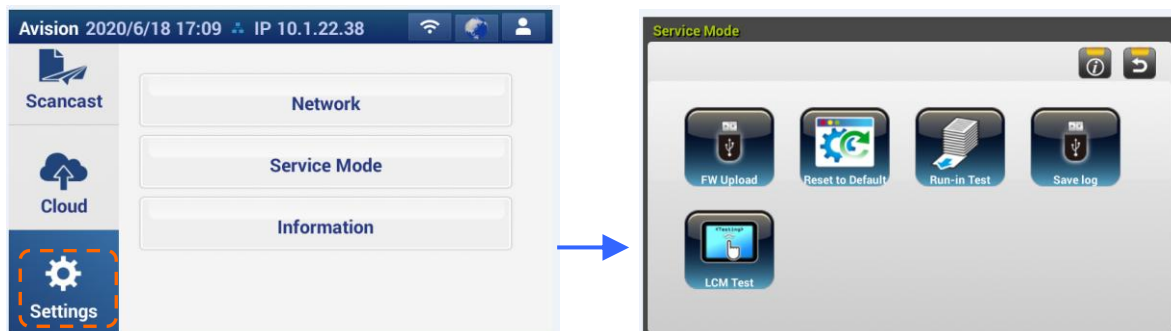 Avision 2020/6/18 17:09 IP 10.1.22.38
Scancast
Cloud
Settings
Network
Service Mode
Information
Service Mode
FW Upload
Reset to Default
Run-in Test
Save log
<Testing>
LCM Test